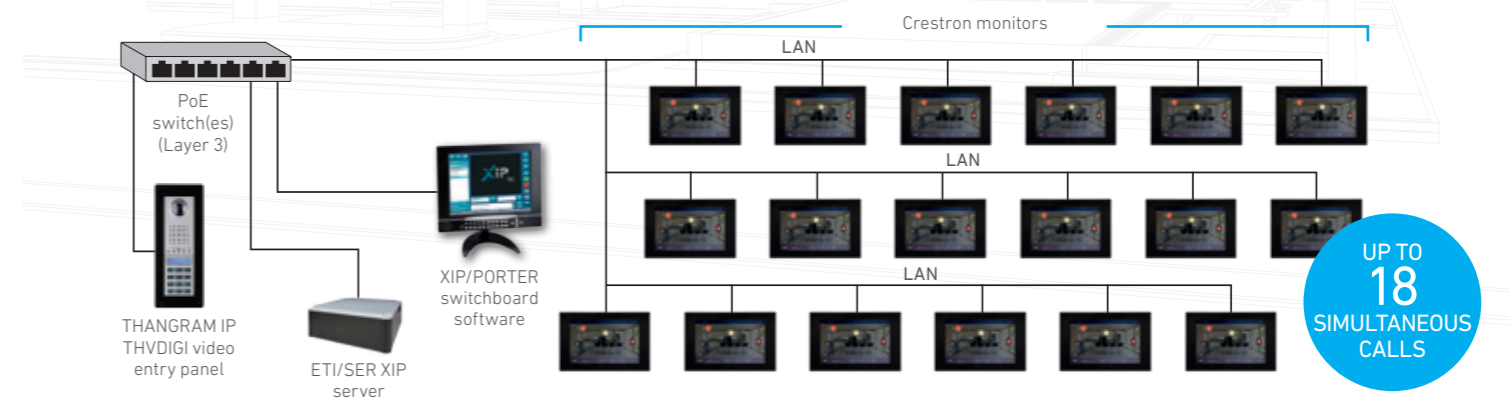 Crestron monitors
LAN
PoE
switch(es)
(Layer 3)
LAN
XIP
UP TO
18
SIMULTANEOUS
CALLS
LAN
XIP/PORTER
switchboard
software
THANGRAM IP
THVDIGI video
entry panel
ETI/SER XIP
server